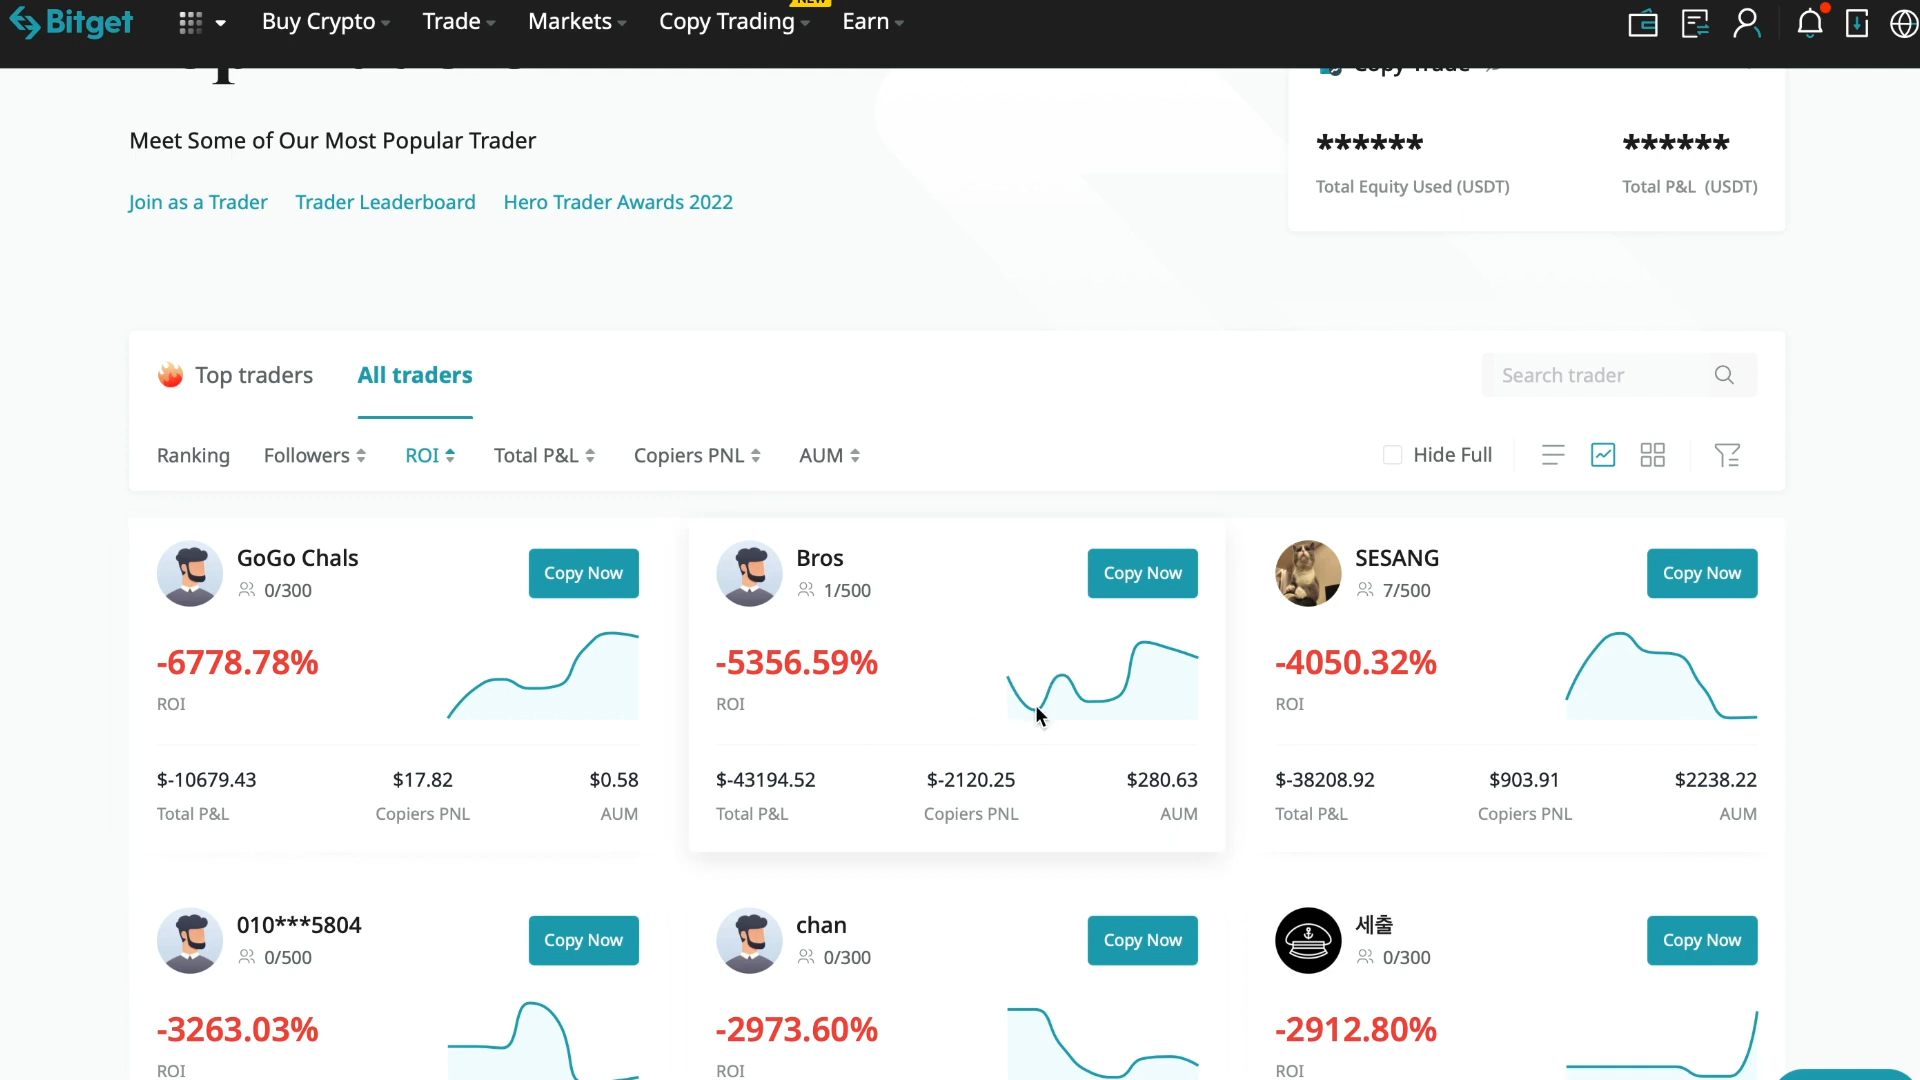 Bitget
Buy Crypto
Trade
Markets
Copy Trading
NEW
Earn
Copy Trade
Meet Some of Our Most Popular Trader
Join as a Trader Trader Leaderboard Hero Trader Awards 2022
****** ******
Total Equity Used (USDT) Total P&L (USDT)
Top traders All traders
Search trader
Ranking Followers ROI Total P&L Copiers PNL AUM
Hide Full
GoGo Chals
0/300
Copy Now
-6778.78%
ROI
$-10679.43 $17.82 $0.58
Total P&L Copiers PNL AUM
Bros
1/500
Copy Now
-5356.59%
ROI
$-43194.52 $-2120.25 $280.63
Total P&L Copiers PNL AUM
SESANG
7/500
Copy Now
-4050.32%
ROI
$-38208.92 $903.91 $2238.22
Total P&L Copiers PNL AUM
010***5804
0/500
Copy Now
-3263.03%
ROI
chan
0/300
Copy Now
-2973.60%
ROI
세출
0/300
Copy Now
-2912.80%
ROI